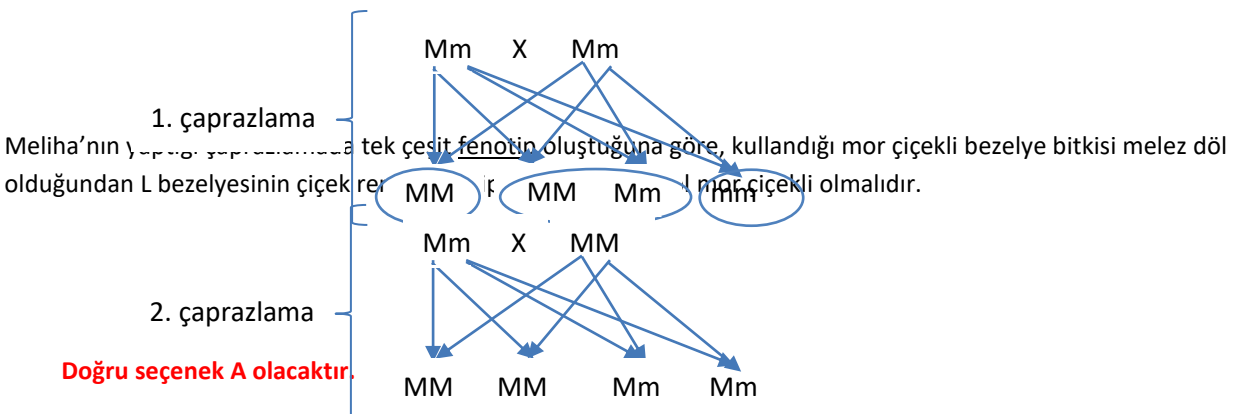 Mm X Mm
1. çaprazlama
Meliha’nın yaptığı çaprazlamada tek çeşit fenotip oluştuğuna göre, kullandığı mor çiçekli bezelye bitkisi melez döl
olduğundan L bezelyesinin çiçek mor çiçekli olmalıdır.
MM MM Mm mm
Mm X MM
2. çaprazlama
Doğru seçenek A olacaktır.
MM MM Mm Mm